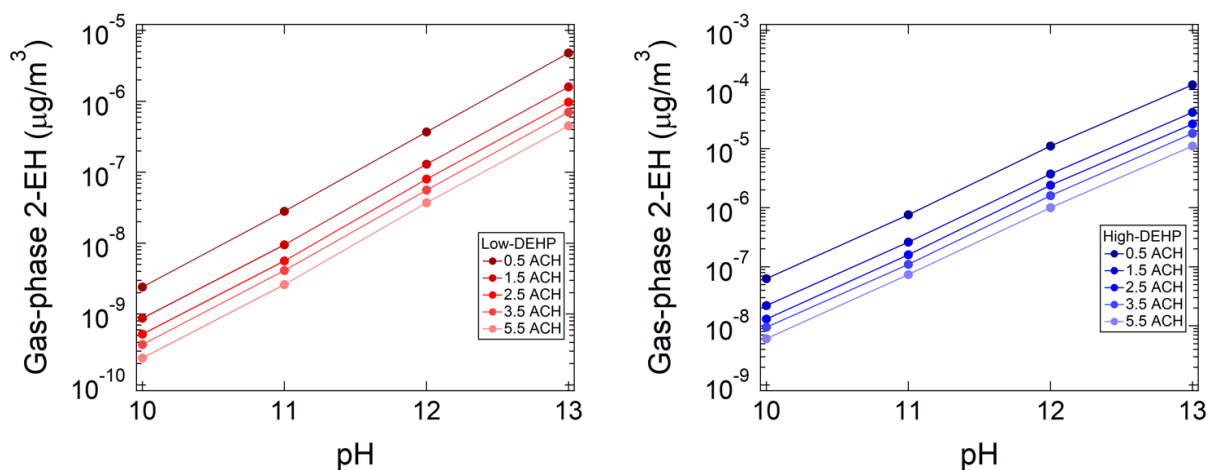 Gas-phase 2-EH (μg/m³)
10⁻⁵
10⁻⁶
10⁻⁷
10⁻⁸
10⁻⁹
10⁻¹⁰
Low-DEHP
0.5 ACH
1.5 ACH
2.5 ACH
3.5 ACH
5.5 ACH
10 11 12 13
pH
Gas-phase 2-EH (μg/m³)
10⁻³
10⁻⁴
10⁻⁵
10⁻⁶
10⁻⁷
10⁻⁸
10⁻⁹
High-DEHP
0.5 ACH
1.5 ACH
2.5 ACH
3.5 ACH
5.5 ACH
10 11 12 13
pH